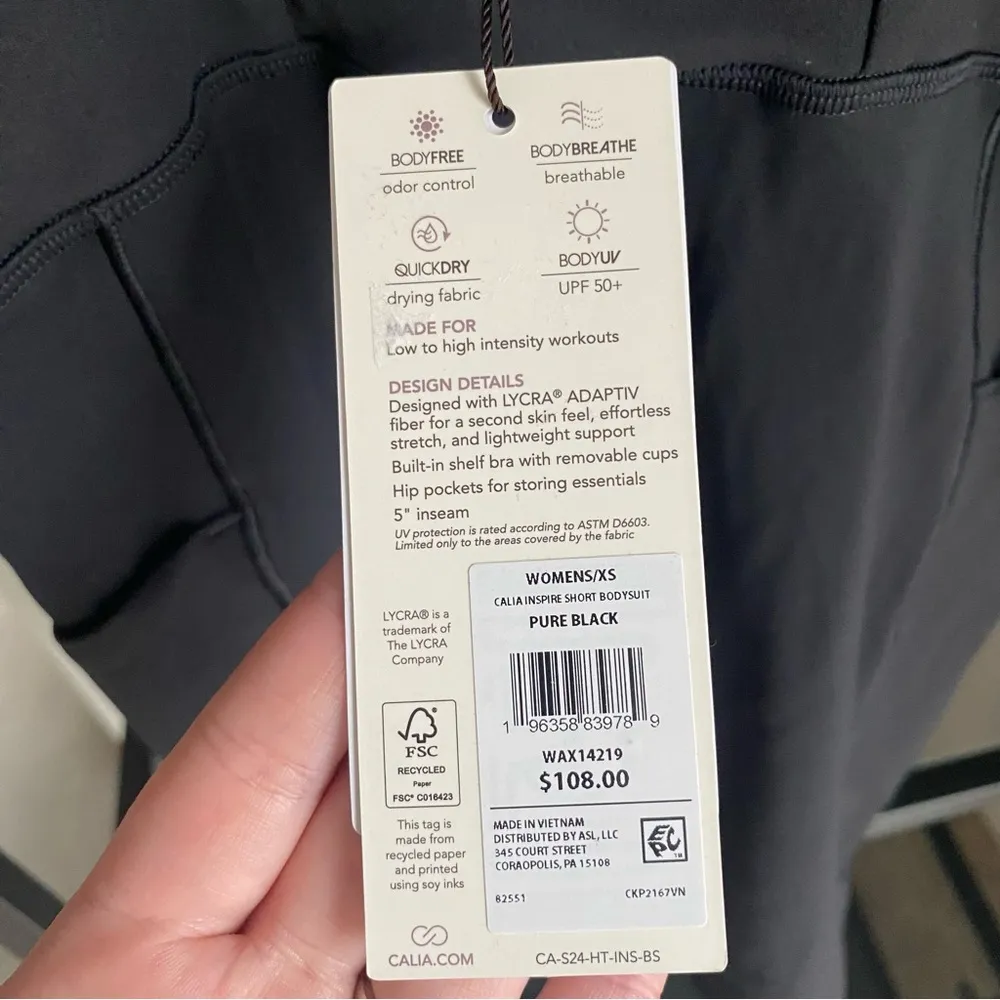 BODYFREE
odor control
BODYBREATHE
breathable
QUICKDRY
drying fabric
BODYUV
UPF 50+
MADE FOR
Low to high intensity workouts
DESIGN DETAILS
Designed with LYCRA® ADAPTIV
fiber for a second skin feel, effortless
stretch, and lightweight support
Built-in shelf bra with removable cups
Hip pockets for storing essentials
5" inseam
UV protection is rated according to ASTM D6603.
Limited only to the areas covered by the fabric
LYCRA® is a
trademark of
The LYCRA
Company
FSC
RECYCLED
Paper
FSC® C016423
This tag is
made from
recycled paper
and printed
using soy inks
CALIA.COM
WOMENS/XS
CALIA INSPIRE SHORT BODYSUIT
PURE BLACK
1 96358 83978 9
WAX14219
$108.00
MADE IN VIETNAM
DISTRIBUTED BY ASL, LLC
345 COURT STREET
CORAOPOLIS, PA 15108
EPC™
82551
CKP2167VN
CA-S24-HT-INS-BS